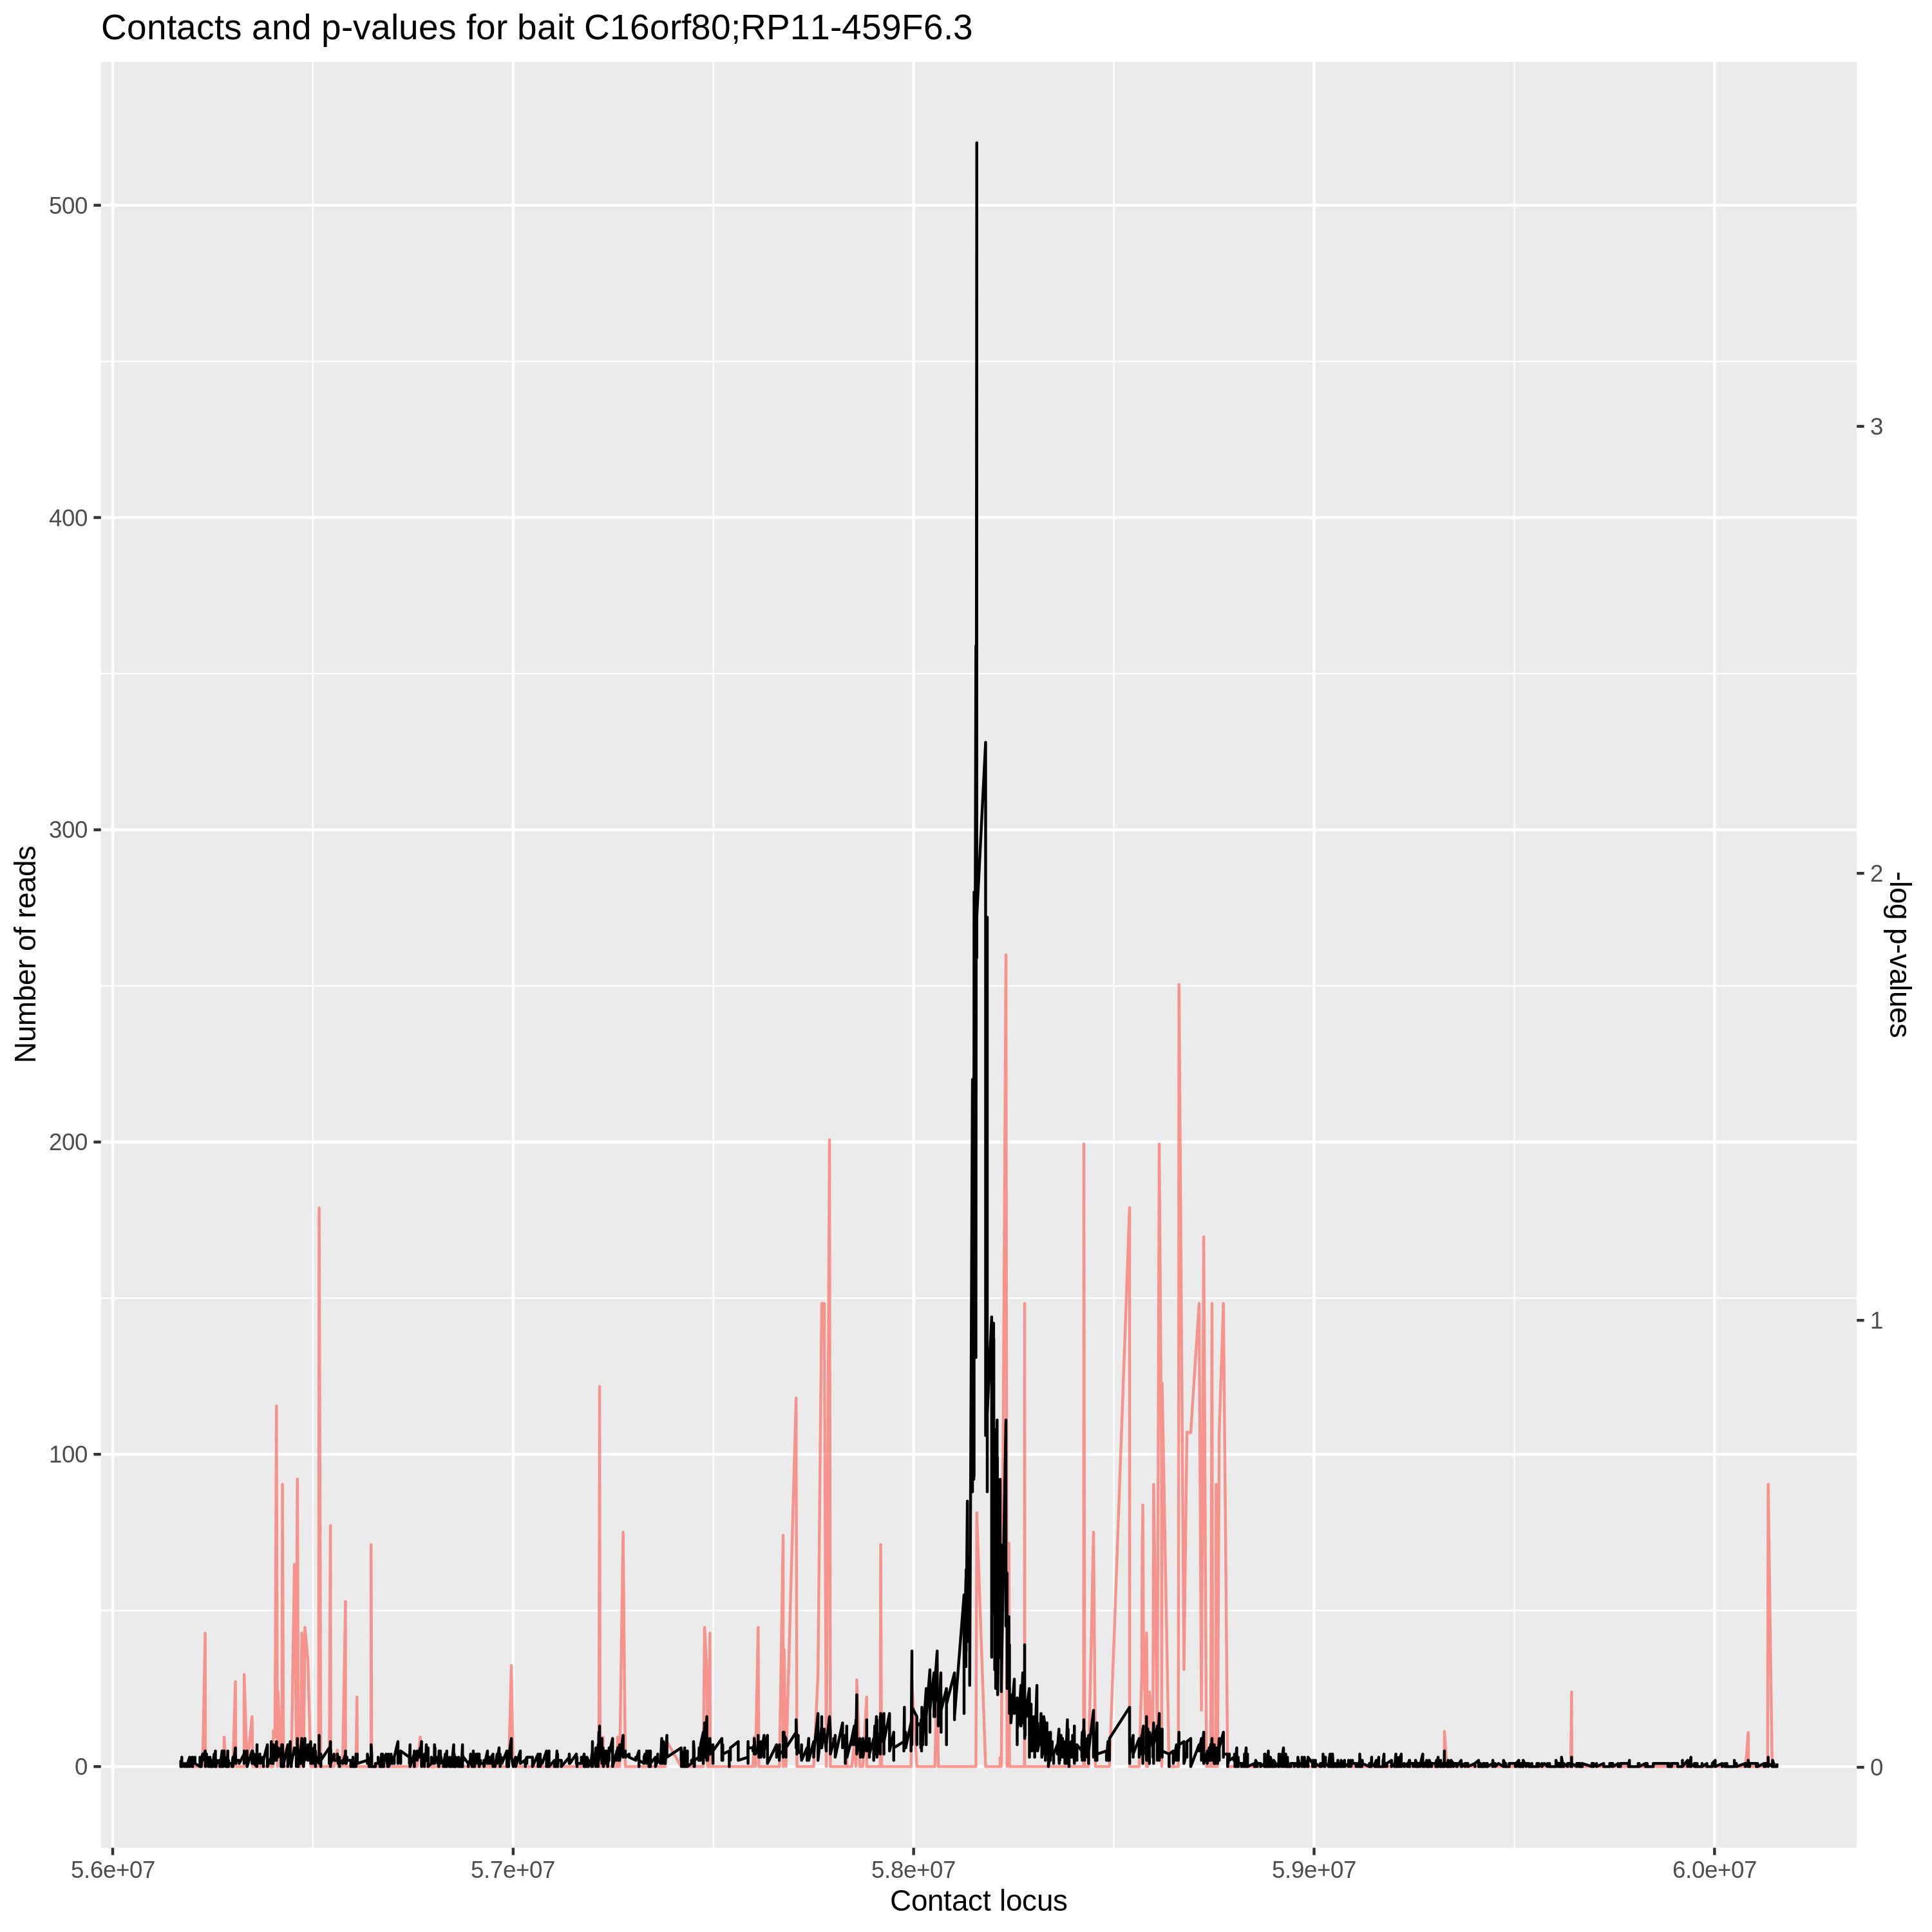 Contacts and p-values for bait C16orf80;RP11-459F6.3
500
400
300
200
100
0
Number of reads
3
2
1
0
-log p-values
5.6e+07
5.7e+07
5.8e+07
5.9e+07
6.0e+07
Contact locus